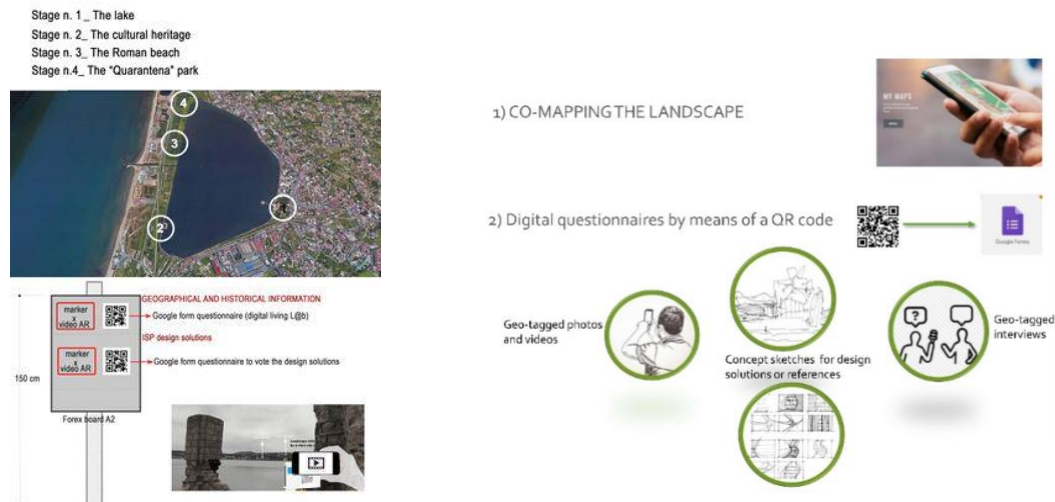 Stage n. 1_ The lake
Stage n. 2_ The cultural heritage
Stage n. 3_ The Roman beach
Stage n.4_ The “Quarantena” park
4
3
2
GEOGRAPHICAL AND HISTORICAL INFORMATION
marker
x
video AR
Google form questionnaire (digital living L@b)
ISP design solutions
marker
x
video AR
Google form questionnaire to vote the design solutions
150 cm
Forex board A2
1) CO-MAPPING THE LANDSCAPE
MY MAPS
2) Digital questionnaires by means of a QR code
Google Forms
Geo-tagged photos
and videos
Concept sketches for design
solutions or references
?
Geo-tagged
interviews